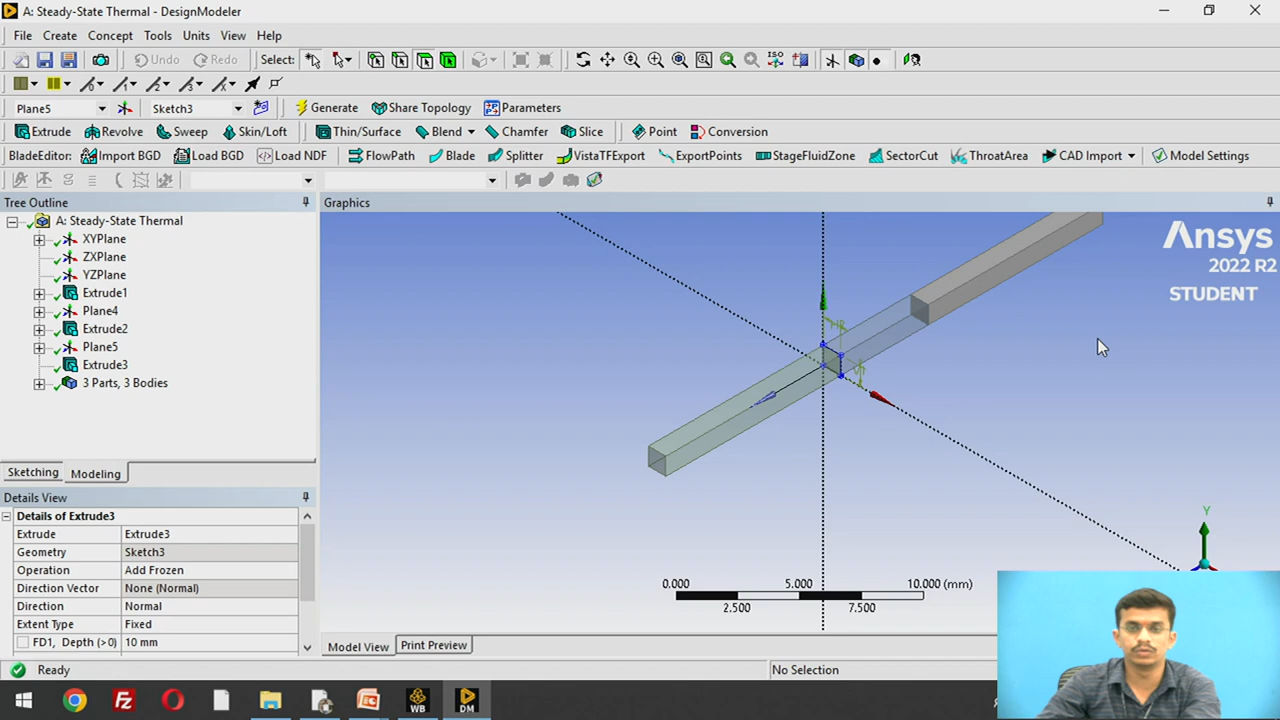 A: Steady-State Thermal - DesignModeler
File Create Concept Tools Units View Help
Undo Redo Select:
Plane5 Sketch3 Generate Share Topology Parameters
Extrude Revolve Sweep Skin/Loft Thin/Surface Blend Chamfer Slice Point Conversion
BladeEditor: Import BGD Load BGD Load NDF FlowPath Blade Splitter VistaTFExport ExportPoints StageFluidZone SectorCut ThroatArea CAD Import Model Settings
Tree Outline
Graphics
A: Steady-State Thermal
XYPlane
ZXPlane
YZPlane
Extrude1
Plane4
Extrude2
Plane5
Extrude3
3 Parts, 3 Bodies
Ansys
2022 R2
STUDENT
Sketching Modeling
Details View
Details of Extrude3
Extrude Extrude3
Geometry Sketch3
Operation Add Frozen
Direction Vector None (Normal)
Direction Normal
Extent Type Fixed
FD1, Depth (>0) 10 mm
Y
0.000 5.000 10.000 (mm)
2.500 7.500
Model View Print Preview
Ready
No Selection
WB
DM